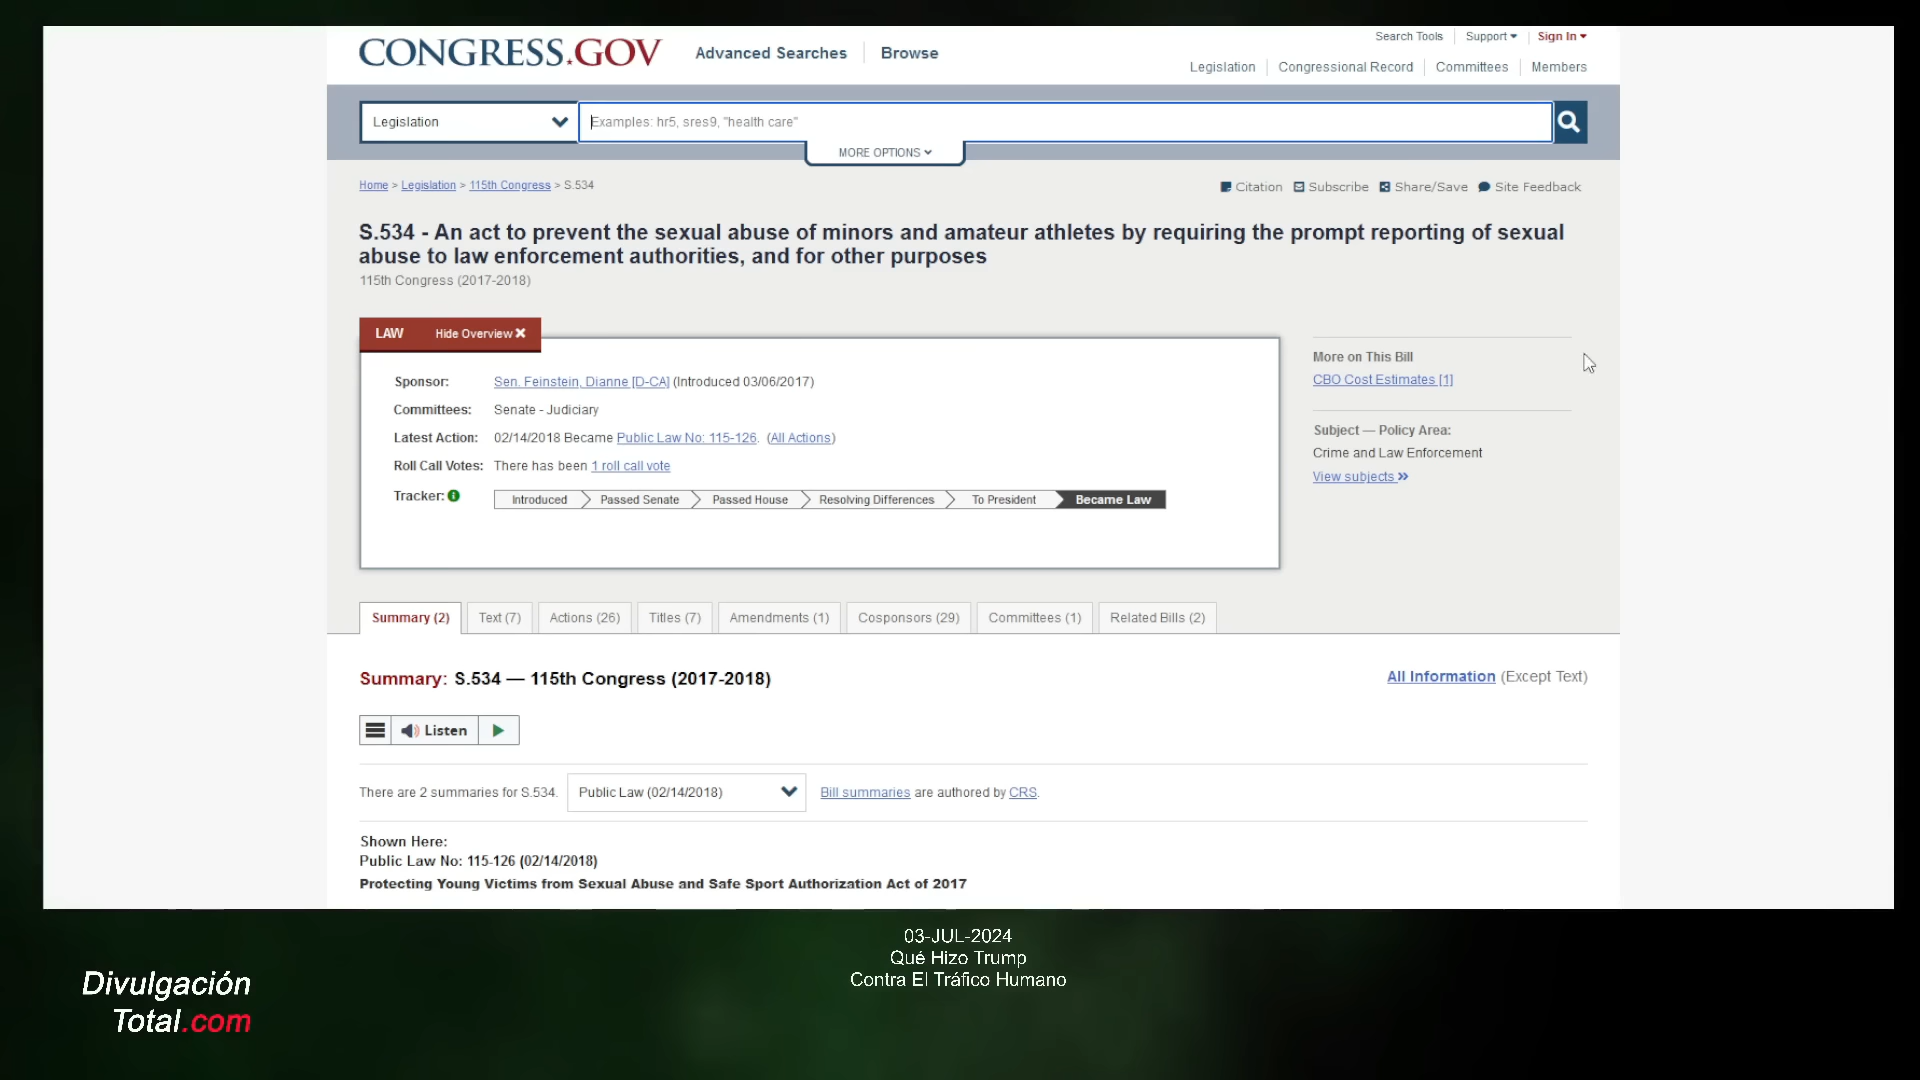 CONGRESS.GOV
Advanced Searches
Browse
Search Tools
Support
Sign In
Legislation
Congressional Record
Committees
Members
Legislation
Examples: hr5, sres9, "health care"
MORE OPTIONS
Home > Legislation > 115th Congress > S.534
Citation
Subscribe
Share/Save
Site Feedback
S.534 - An act to prevent the sexual abuse of minors and amateur athletes by requiring the prompt reporting of sexual
abuse to law enforcement authorities, and for other purposes
115th Congress (2017-2018)
LAW
Hide Overview
Sponsor: Sen. Feinstein, Dianne [D-CA] (Introduced 03/06/2017)
Committees: Senate - Judiciary
Latest Action: 02/14/2018 Became Public Law No: 115-126. (All Actions)
Roll Call Votes: There has been 1 roll call vote
Tracker: Introduced Passed Senate Passed House Resolving Differences To President Became Law
More on This Bill
CBO Cost Estimates [1]
Subject — Policy Area:
Crime and Law Enforcement
View subjects
Summary (2)
Text (7)
Actions (26)
Titles (7)
Amendments (1)
Cosponsors (29)
Committees (1)
Related Bills (2)
Summary: S.534 — 115th Congress (2017-2018)
All Information (Except Text)
Listen
There are 2 summaries for S.534. Public Law (02/14/2018) Bill summaries are authored by CRS.
Shown Here:
Public Law No: 115-126 (02/14/2018)
Protecting Young Victims from Sexual Abuse and Safe Sport Authorization Act of 2017
03-JUL-2024
Qué Hizo Trump
Contra El Tráfico Humano
Divulgación
Total.com